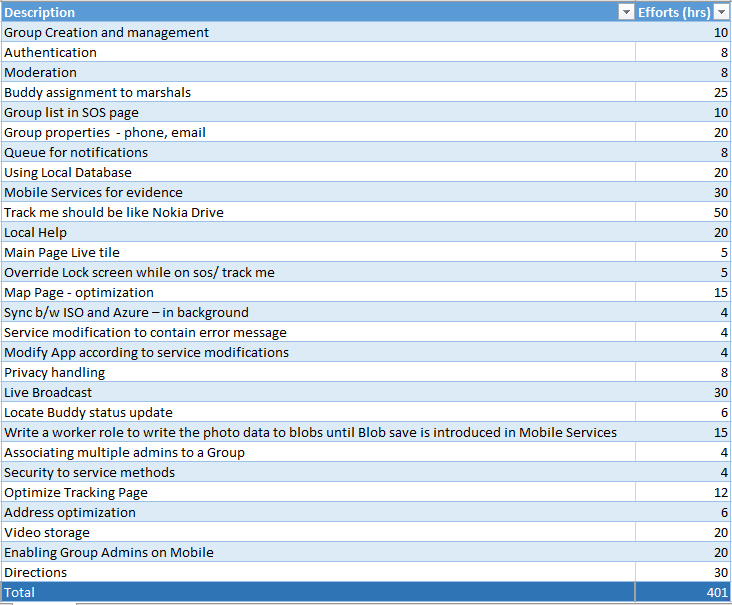 Description Efforts (hrs)
Group Creation and management 10
Authentication 8
Moderation 8
Buddy assignment to marshals 25
Group list in SOS page 10
Group properties - phone, email 20
Queue for notifications 8
Using Local Database 20
Mobile Services for evidence 30
Track me should be like Nokia Drive 50
Local Help 20
Main Page Live tile 5
Override Lock screen while on sos/ track me 5
Map Page - optimization 15
Sync b/w ISO and Azure – in background 4
Service modification to contain error message 4
Modify App according to service modifications 4
Privacy handling 8
Live Broadcast 30
Locate Buddy status update 6
Write a worker role to write the photo data to blobs until Blob save is introduced in Mobile Services 15
Associating multiple admins to a Group 4
Security to service methods 4
Optimize Tracking Page 12
Address optimization 6
Video storage 20
Enabling Group Admins on Mobile 20
Directions 30
Total 401